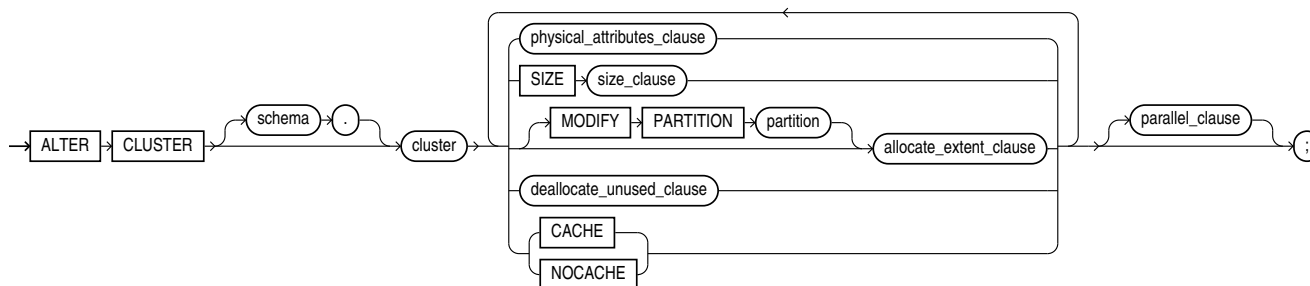 physical_attributes_clause
SIZE size_clause
schema .
MODIFY PARTITION partition
parallel_clause
ALTER CLUSTER cluster allocate_extent_clause ;
deallocate_unused_clause
CACHE
NOCACHE